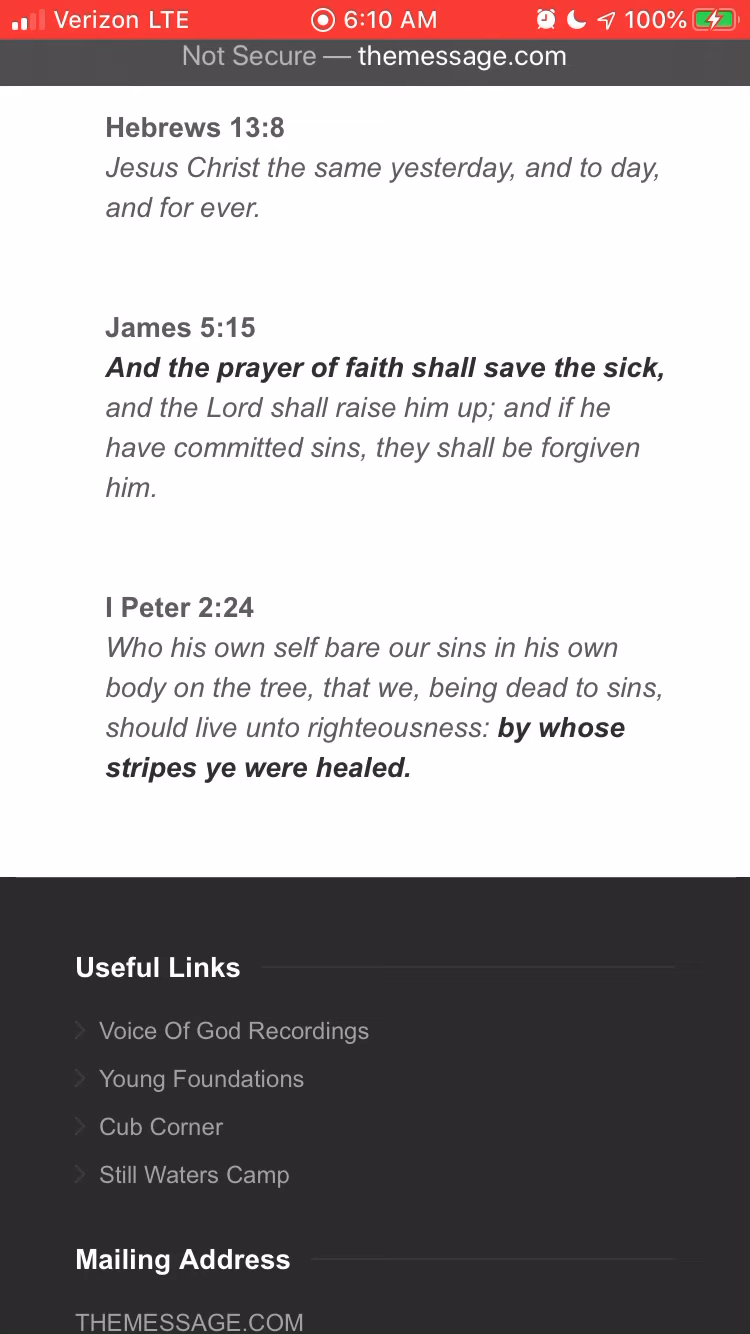 Verizon LTE 6:10 AM 100%
Not Secure — themessage.com
Hebrews 13:8
Jesus Christ the same yesterday, and to day,
and for ever.
James 5:15
And the prayer of faith shall save the sick,
and the Lord shall raise him up; and if he
have committed sins, they shall be forgiven
him.
I Peter 2:24
Who his own self bare our sins in his own
body on the tree, that we, being dead to sins,
should live unto righteousness: by whose
stripes ye were healed.
Useful Links
Voice Of God Recordings
Young Foundations
Cub Corner
Still Waters Camp
Mailing Address
THEMESSAGE.COM